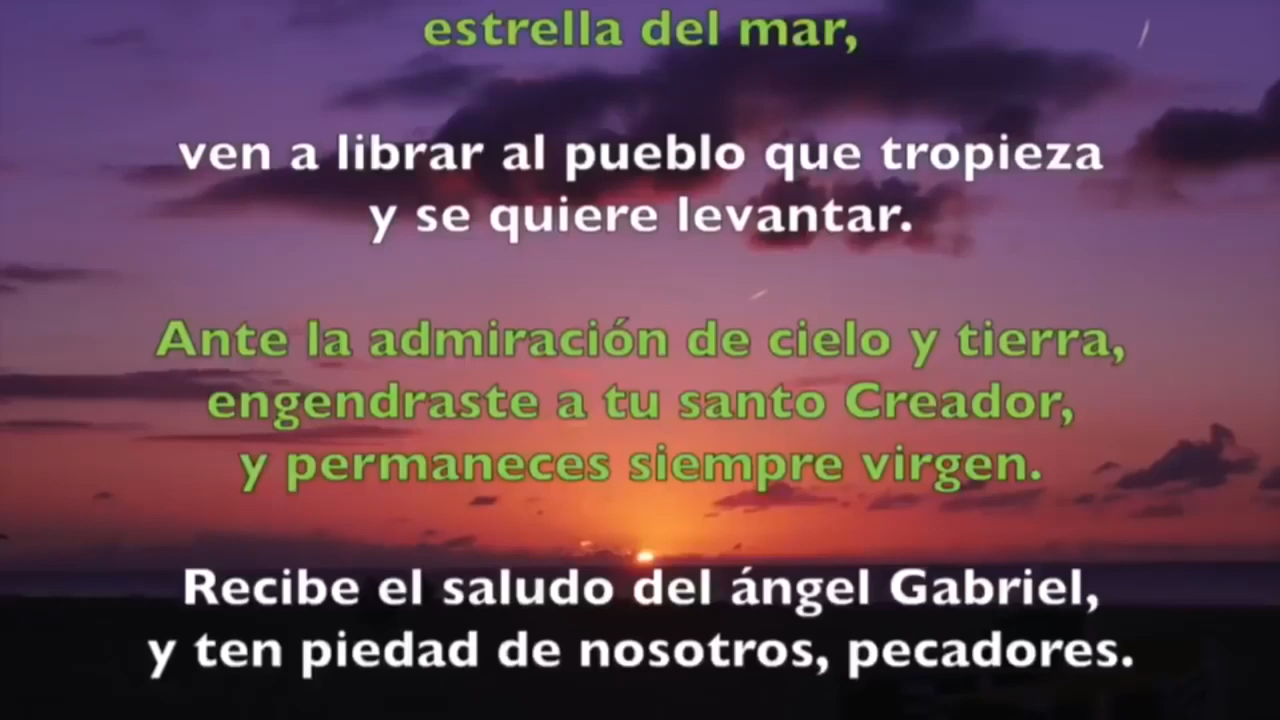 estrella del mar,
ven a librar al pueblo que tropieza
y se quiere levantar.
Ante la admiración de cielo y tierra,
engendraste a tu santo Creador,
y permaneces siempre virgen.
Recibe el saludo del ángel Gabriel,
y ten piedad de nosotros, pecadores.